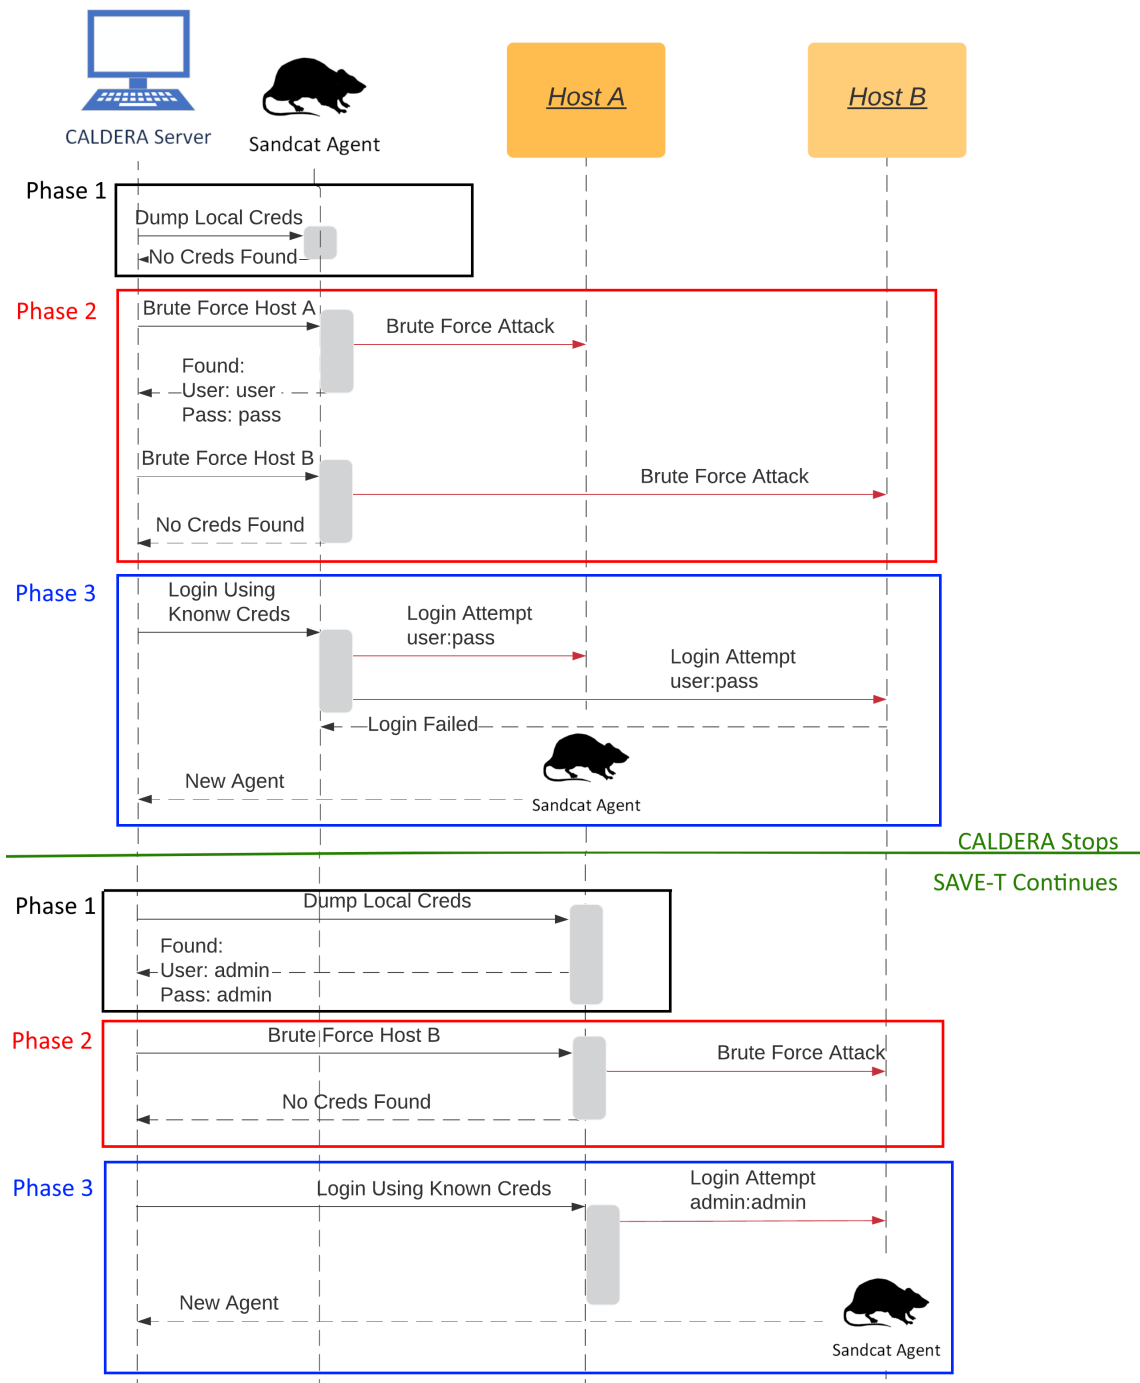 CALDERA Server
Sandcat Agent
Host A
Host B
Phase 1
Dump Local Creds
No Creds Found
Phase 2
Brute Force Host A
Brute Force Attack
Found:
User: user
Pass: pass
Brute Force Host B
Brute Force Attack
No Creds Found
Phase 3
Login Using
Knonw Creds
Login Attempt
user:pass
Login Attempt
user:pass
Login Failed
New Agent
Sandcat Agent
CALDERA Stops
SAVE-T Continues
Phase 1
Dump Local Creds
Found:
User: admin
Pass: admin
Phase 2
Brute Force Host B
Brute Force Attack
No Creds Found
Phase 3
Login Using Known Creds
Login Attempt
admin:admin
New Agent
Sandcat Agent